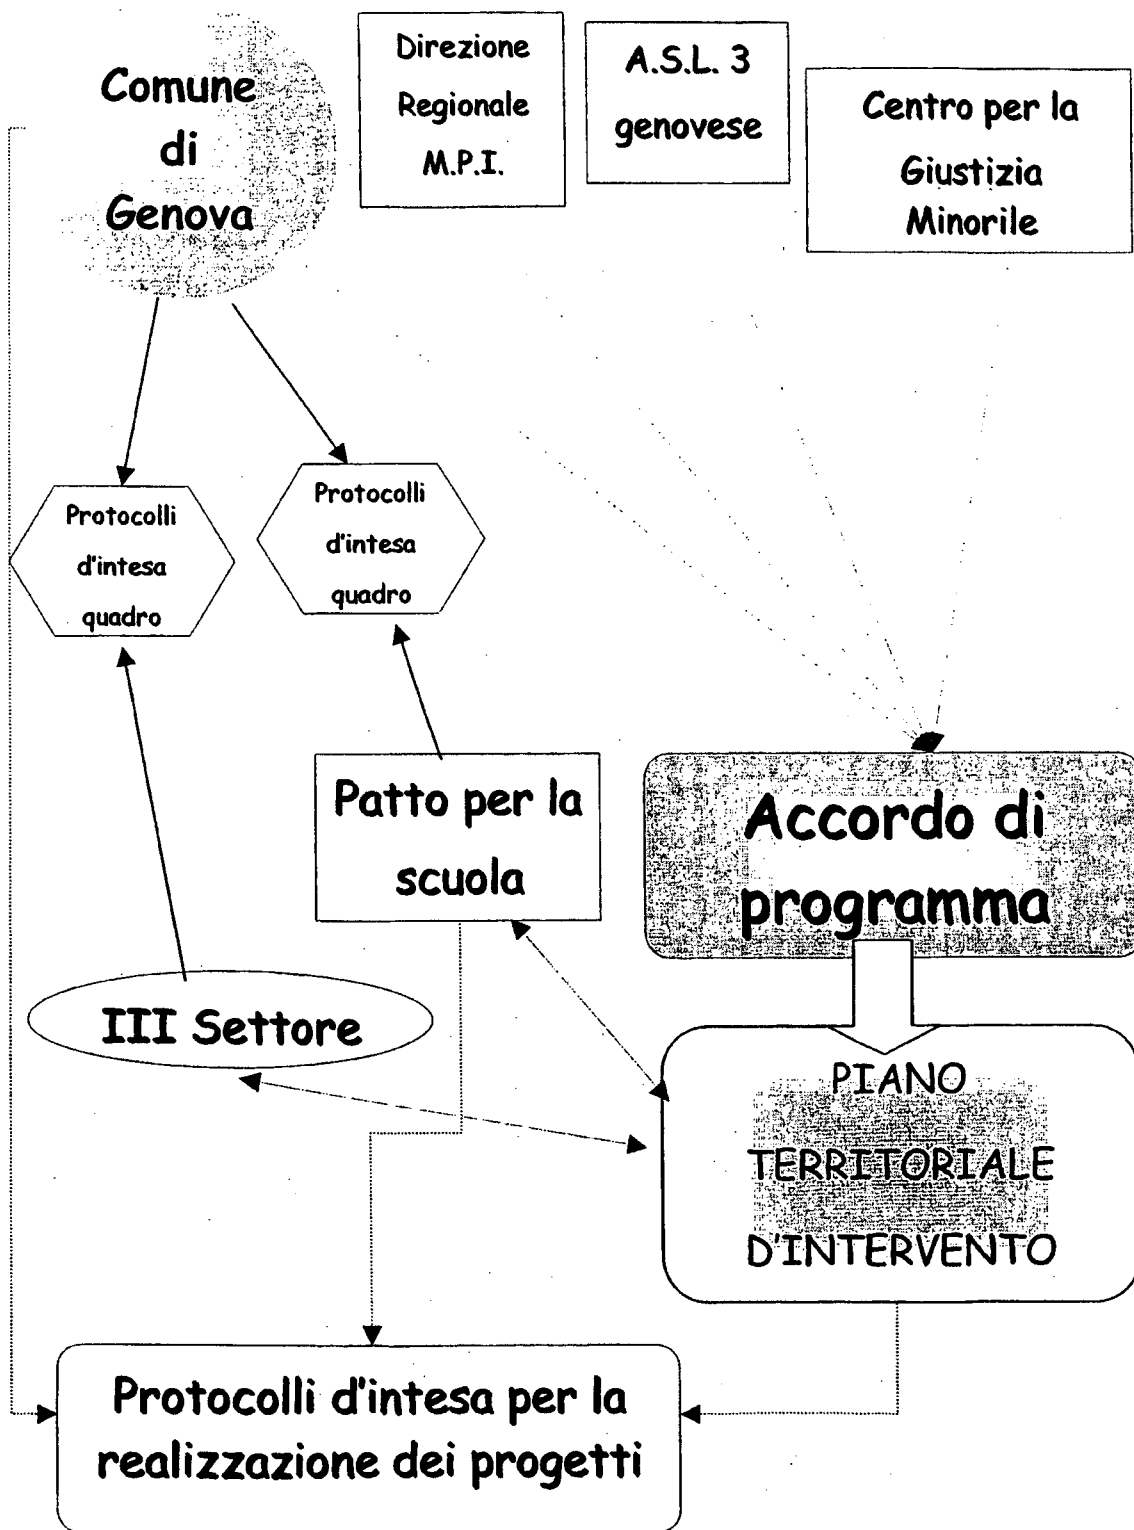 Comune
di
Genova
Direzione
Regionale
M.P.I.
A.S.L. 3
genovese
Centro per la
Giustizia
Minorile
Protocolli
d'intesa
quadro
Protocolli
d'intesa
quadro
Patto per la
scuola
Accordo di
programma
III Settore
PIANO
TERRITORIALE
D'INTERVENTO
Protocolli d'intesa per la
realizzazione dei progetti